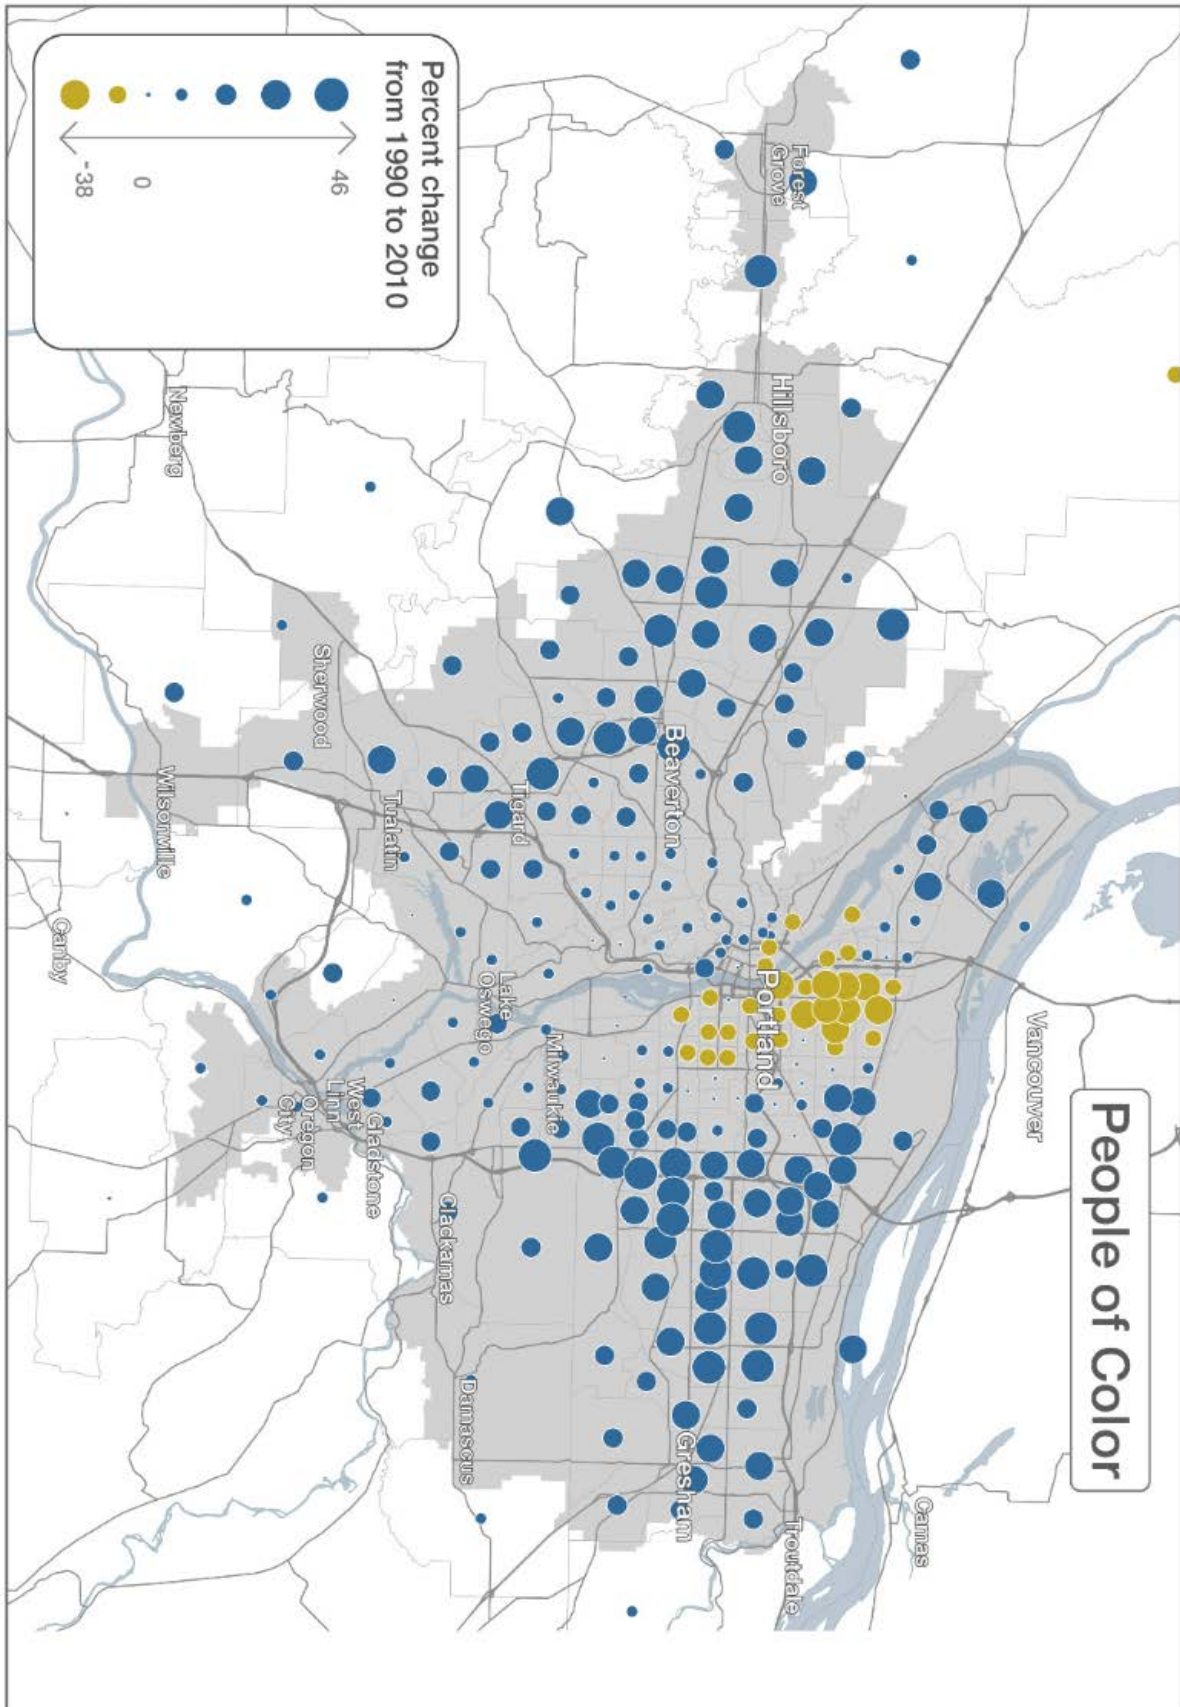 People of Color
Percent change
from 1990 to 2010
46
0
-38
Vancouver
Camas
Troutdale
Forest
Grove
Hillsboro
Portland
Beaverton
Gresham
Tigard
Milwaukie
Lake
Oswego
Damascus
Clackamas
Tualatin
Gladstone
West
Linn
Oregon
City
Sherwood
Wilsonville
Newberg
Canby